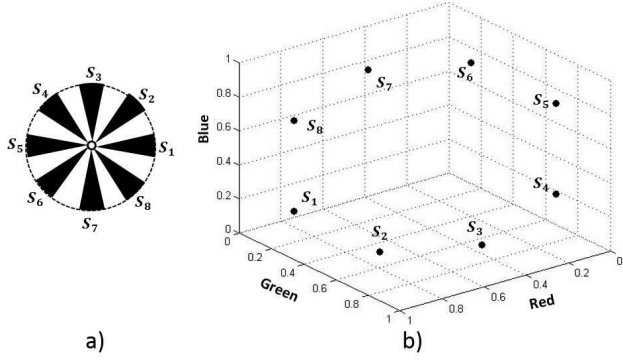 S₃
S₄
S₂
S₅
S₁
S₆
S₈
S₇
a)
1
0.8
0.6
0.4
0.2
0
Blue
S₇
S₆
S₅
S₈
S₄
S₁
S₂
S₃
0
0.2
0.4
0.6
0.8
1
Green
1
0.8
0.6
0.4
0.2
0
Red
b)